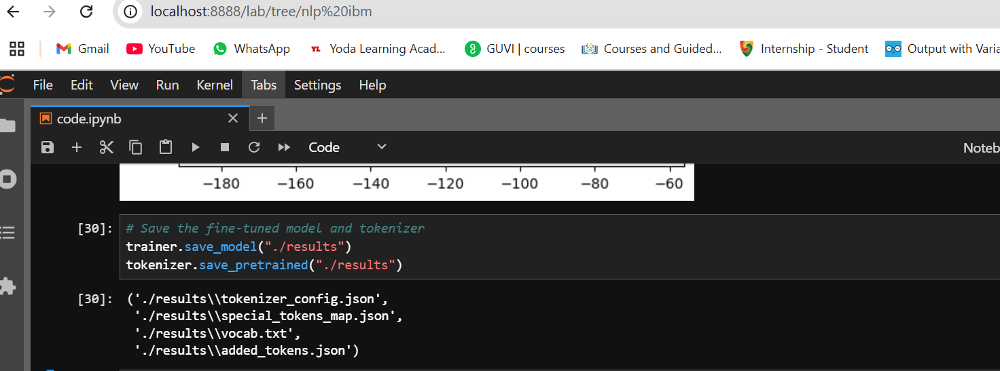 localhost:8888/lab/tree/nlp%20ibm
Gmail YouTube WhatsApp YL Yoda Learning Acad... GUVI | courses Courses and Guided... Internship - Student Output with Varia
File Edit View Run Kernel Tabs Settings Help
code.ipynb
Code Noteb
−180 −160 −140 −120 −100 −80 −60
[30]: # Save the fine-tuned model and tokenizer
trainer.save_model("./results")
tokenizer.save_pretrained("./results")
[30]: ('./results\\tokenizer_config.json',
'./results\\special_tokens_map.json',
'./results\\vocab.txt',
'./results\\added_tokens.json')